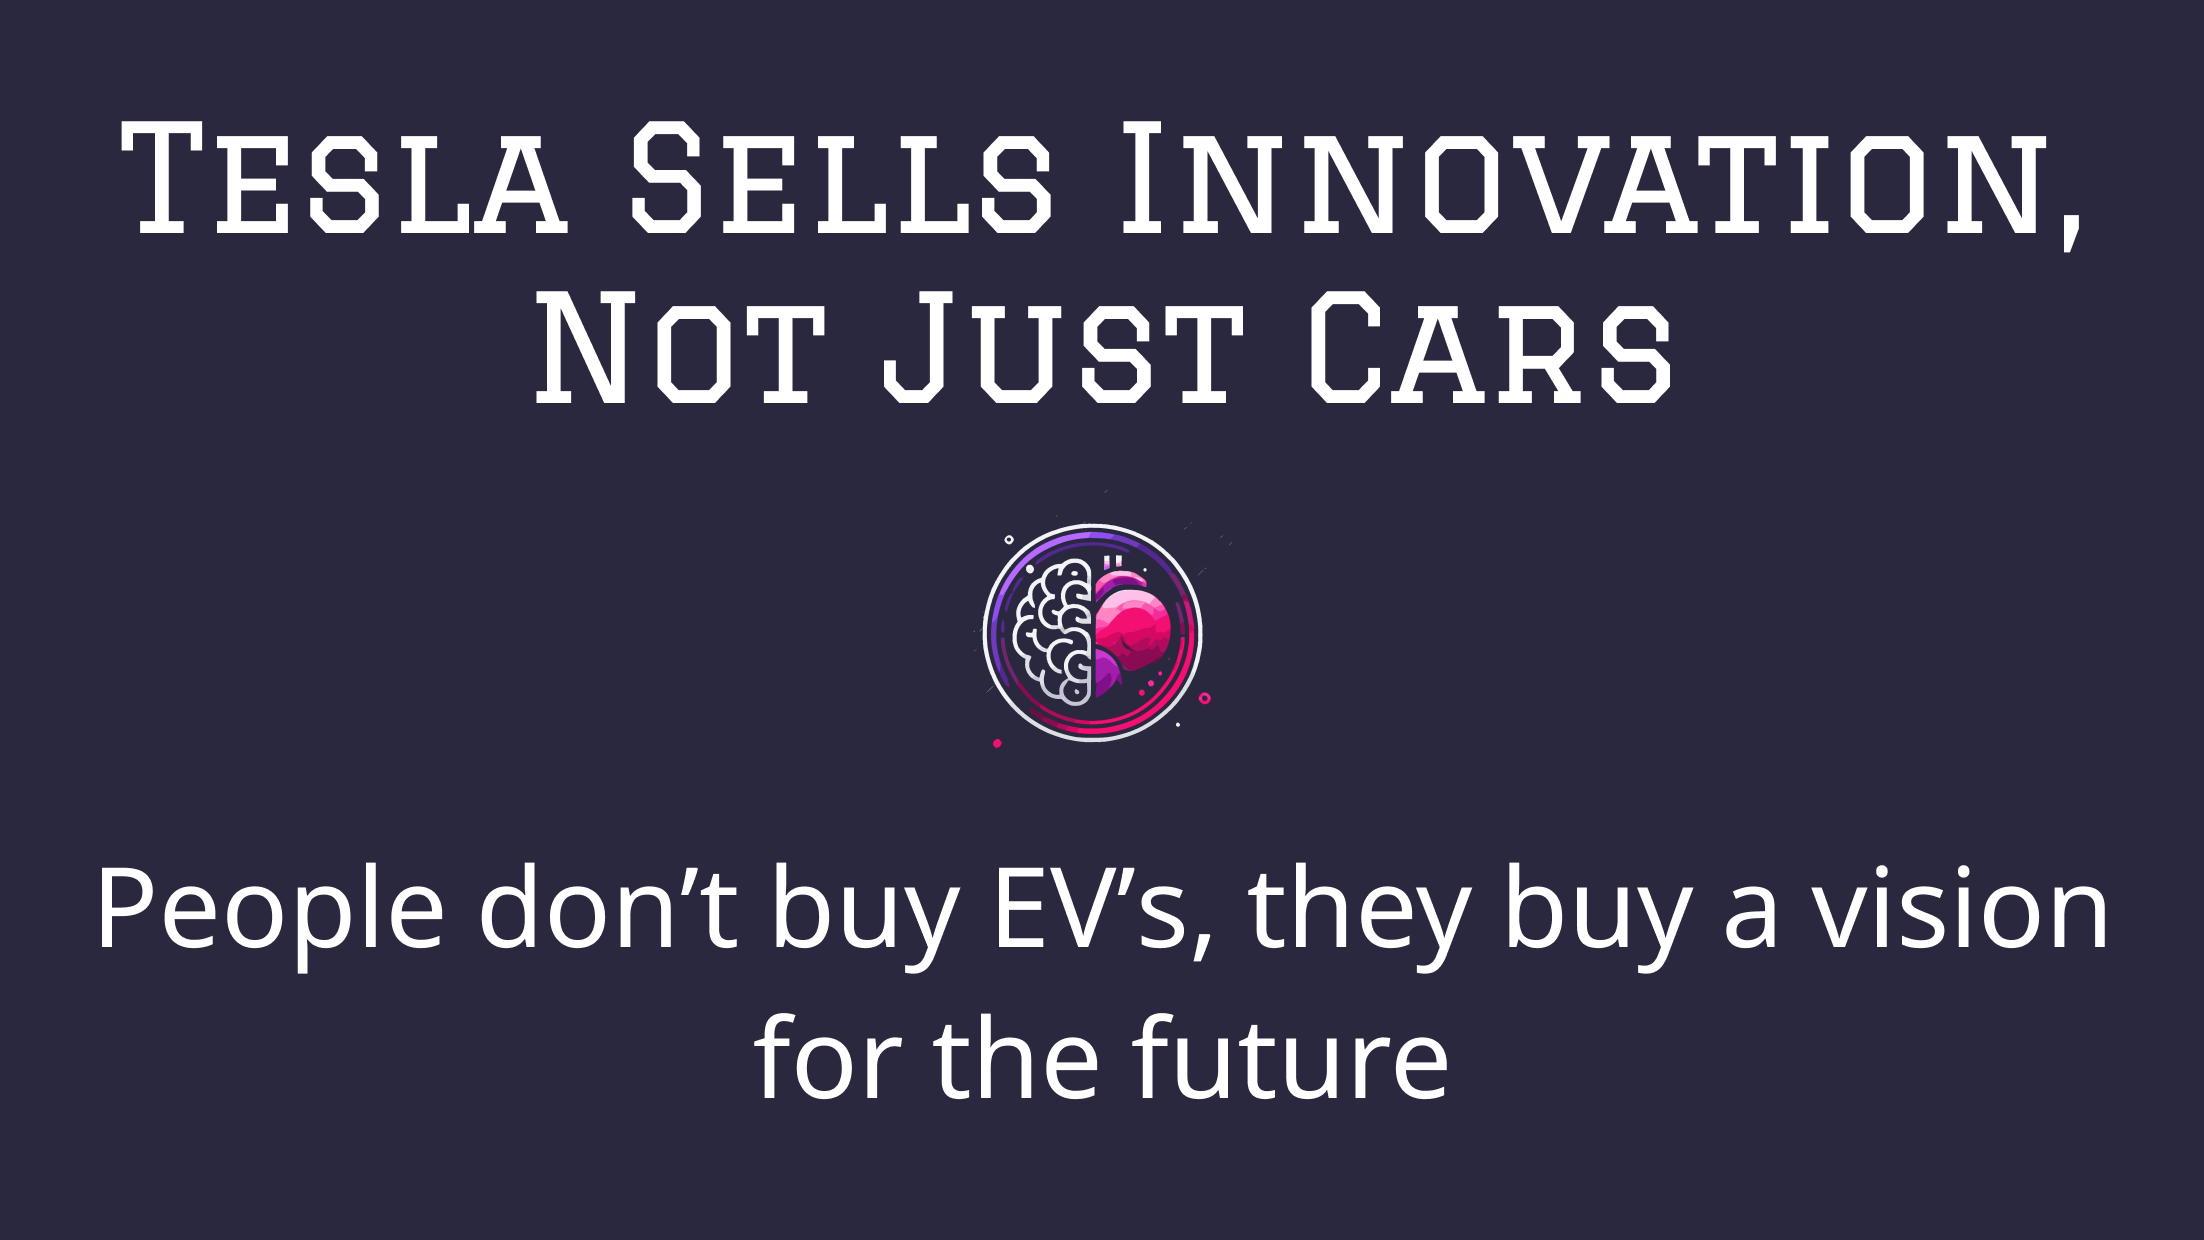 Tesla Sells Innovation,
Not Just Cars
People don’t buy EV’s, they buy a vision
for the future